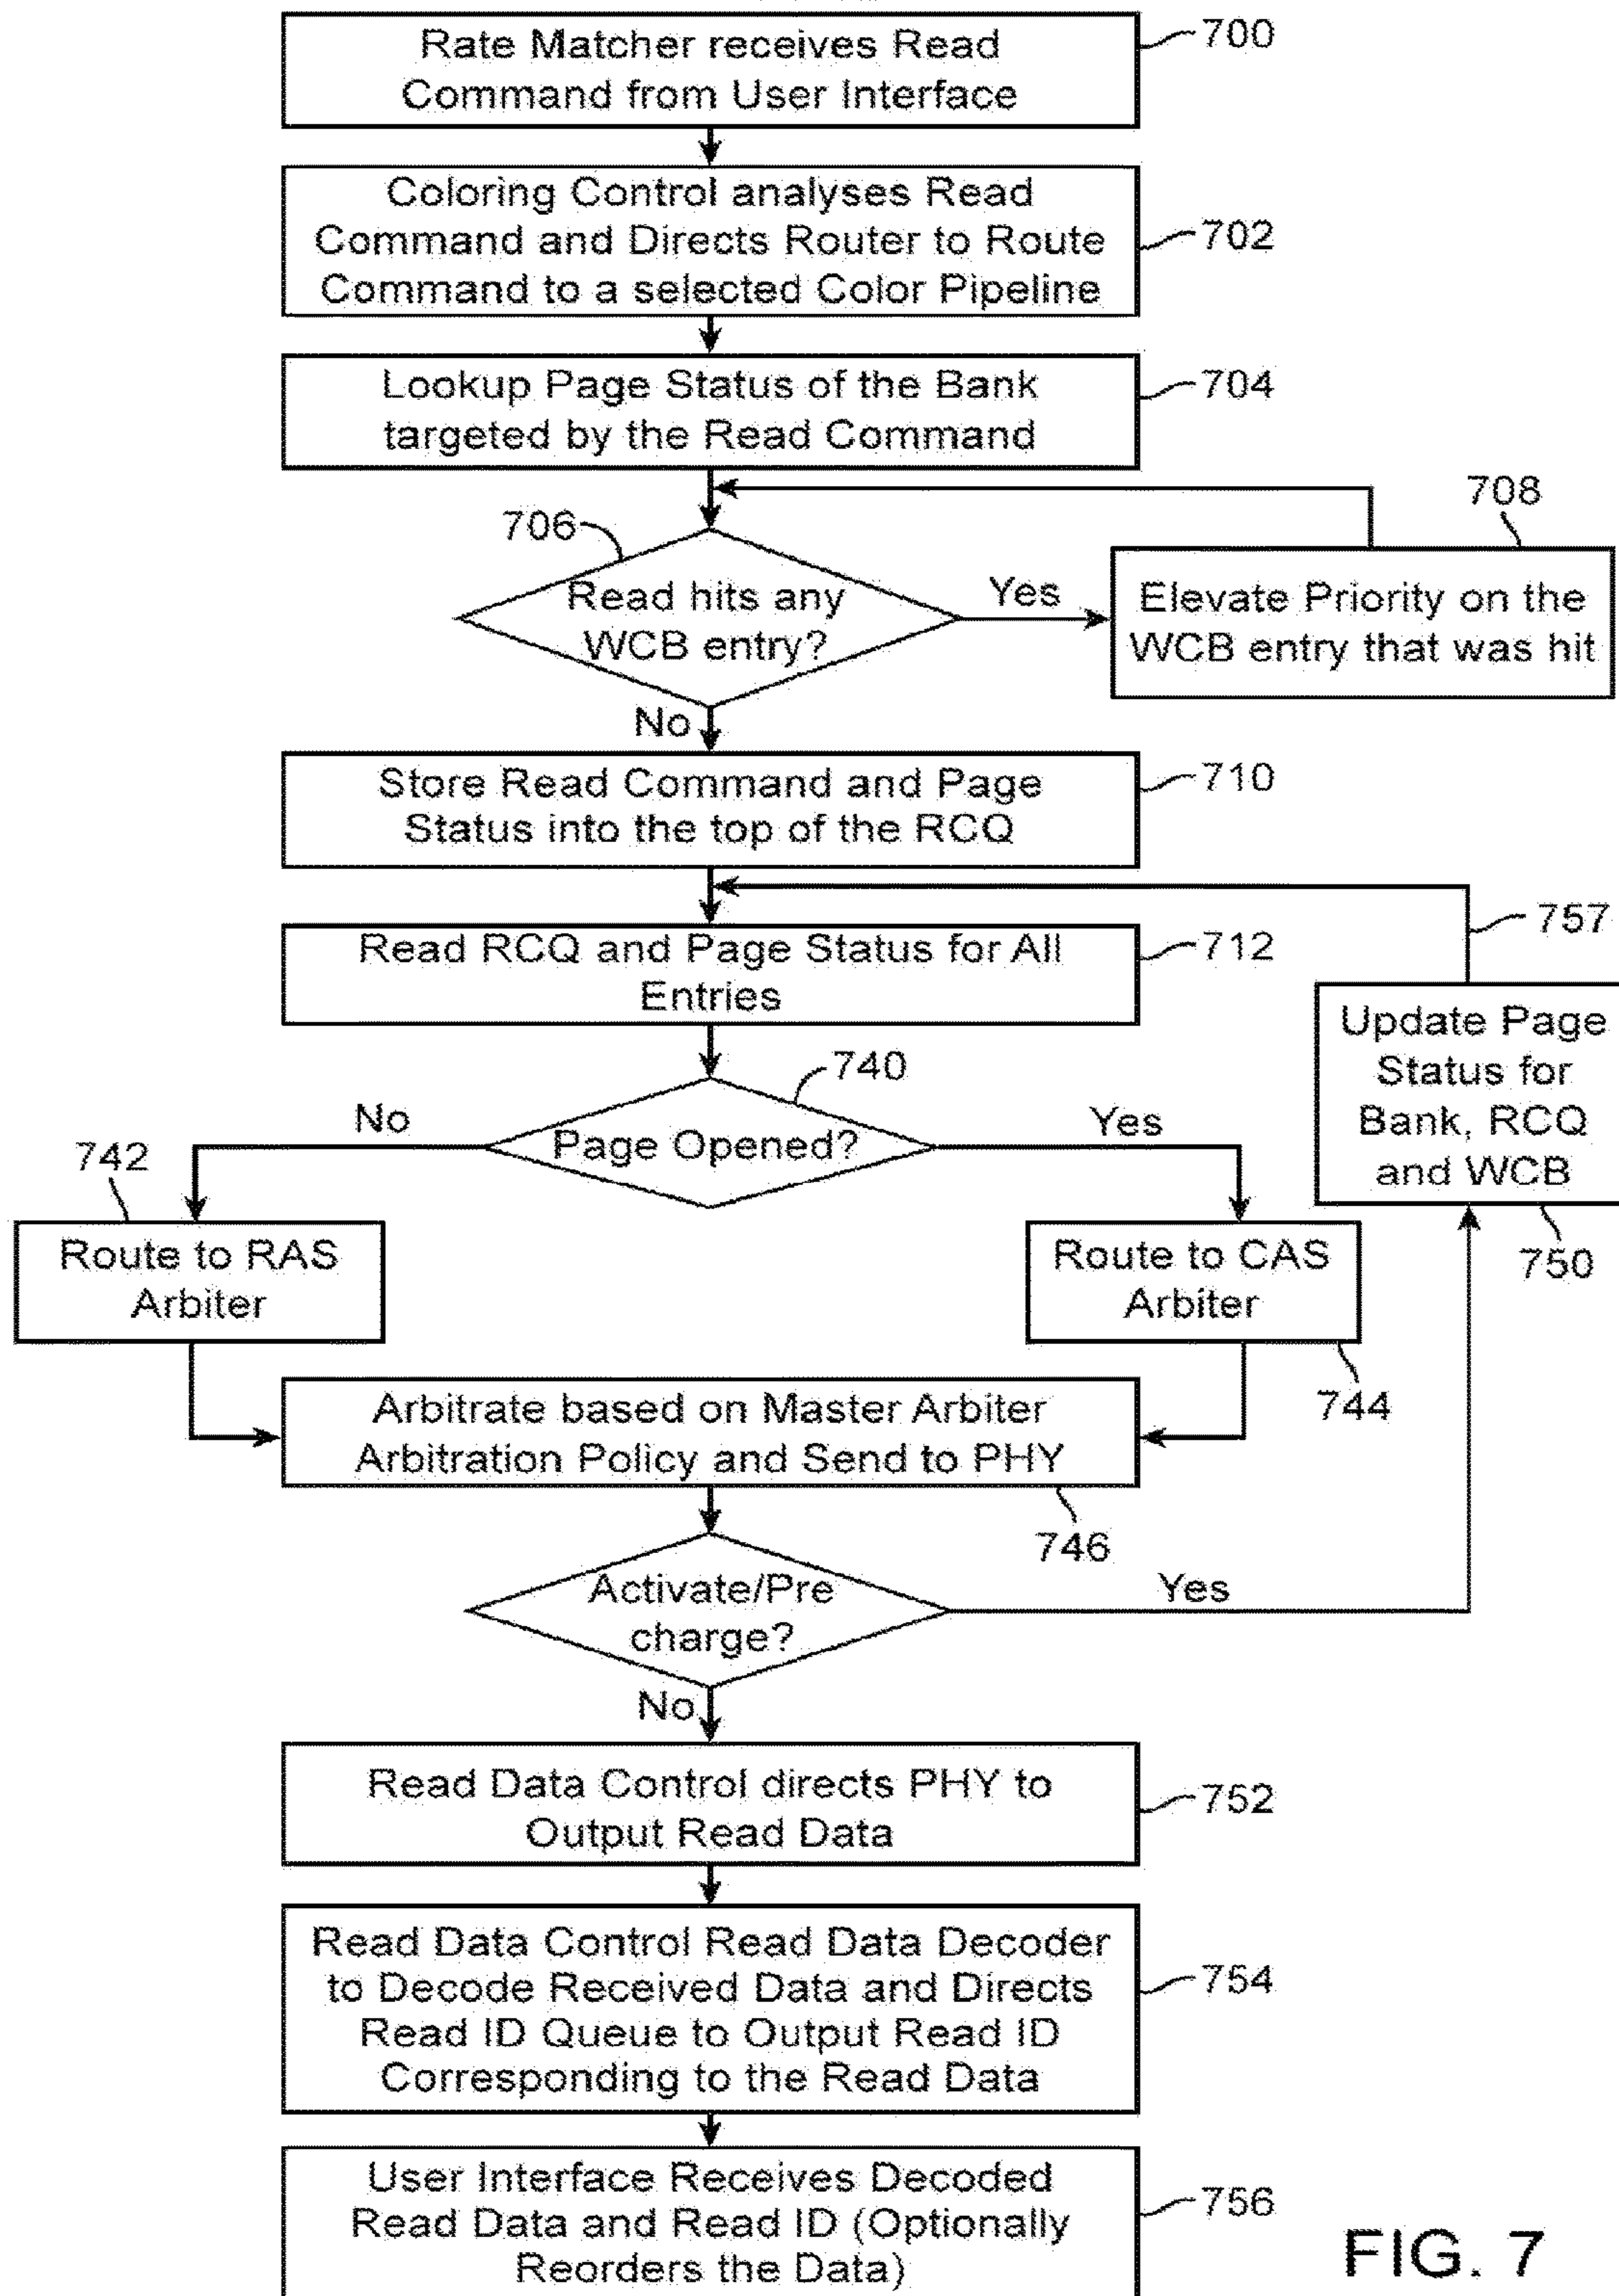 Rate Matcher receives Read
Command from User Interface
700
Coloring Control analyses Read
Command and Directs Router to Route
Command to a selected Color Pipeline
702
Lookup Page Status of the Bank
targeted by the Read Command
704
706
Read hits any
WCB entry?
Yes
708
Elevate Priority on the
WCB entry that was hit
No
Store Read Command and Page
Status into the top of the RCQ
710
Read RCQ and Page Status for All
Entries
712
757
Update Page
Status for
Bank, RCQ
and WCB
750
740
Page Opened?
No
Yes
742
Route to RAS
Arbiter
Route to CAS
Arbiter
744
Arbitrate based on Master Arbiter
Arbitration Policy and Send to PHY
746
Activate/Pre
charge?
Yes
No
Read Data Control directs PHY to
Output Read Data
752
Read Data Control Read Data Decoder
to Decode Received Data and Directs
Read ID Queue to Output Read ID
Corresponding to the Read Data
754
User Interface Receives Decoded
Read Data and Read ID (Optionally
Reorders the Data)
756
FIG. 7